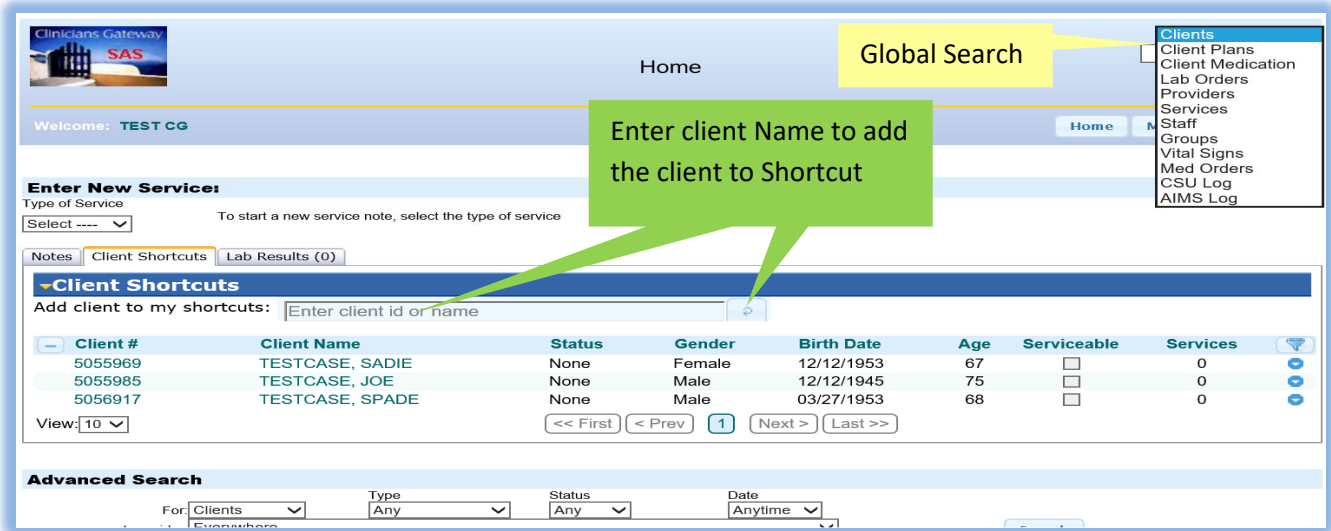 Clinicians Gateway
SAS
Home
Global Search
Clients
Client Plans
Client Medication
Lab Orders
Providers
Services
Staff
Groups
Vital Signs
Med Orders
CSU Log
AIMS Log
Welcome: TEST CG
Home
Enter client Name to add
the client to Shortcut
Enter New Service:
Type of Service
Select ----
To start a new service note, select the type of service
Notes Client Shortcuts Lab Results (0)
Client Shortcuts
Add client to my shortcuts: Enter client id or name
Client # Client Name Status Gender Birth Date Age Serviceable Services
5055969 TESTCASE, SADIE None Female 12/12/1953 67 0
5055985 TESTCASE, JOE None Male 12/12/1945 75 0
5056917 TESTCASE, SPADE None Male 03/27/1953 68 0
View: 10 << First < Prev 1 Next > Last >>
Advanced Search
Type Status Date
For: Clients Any Any Anytime
Everywhere